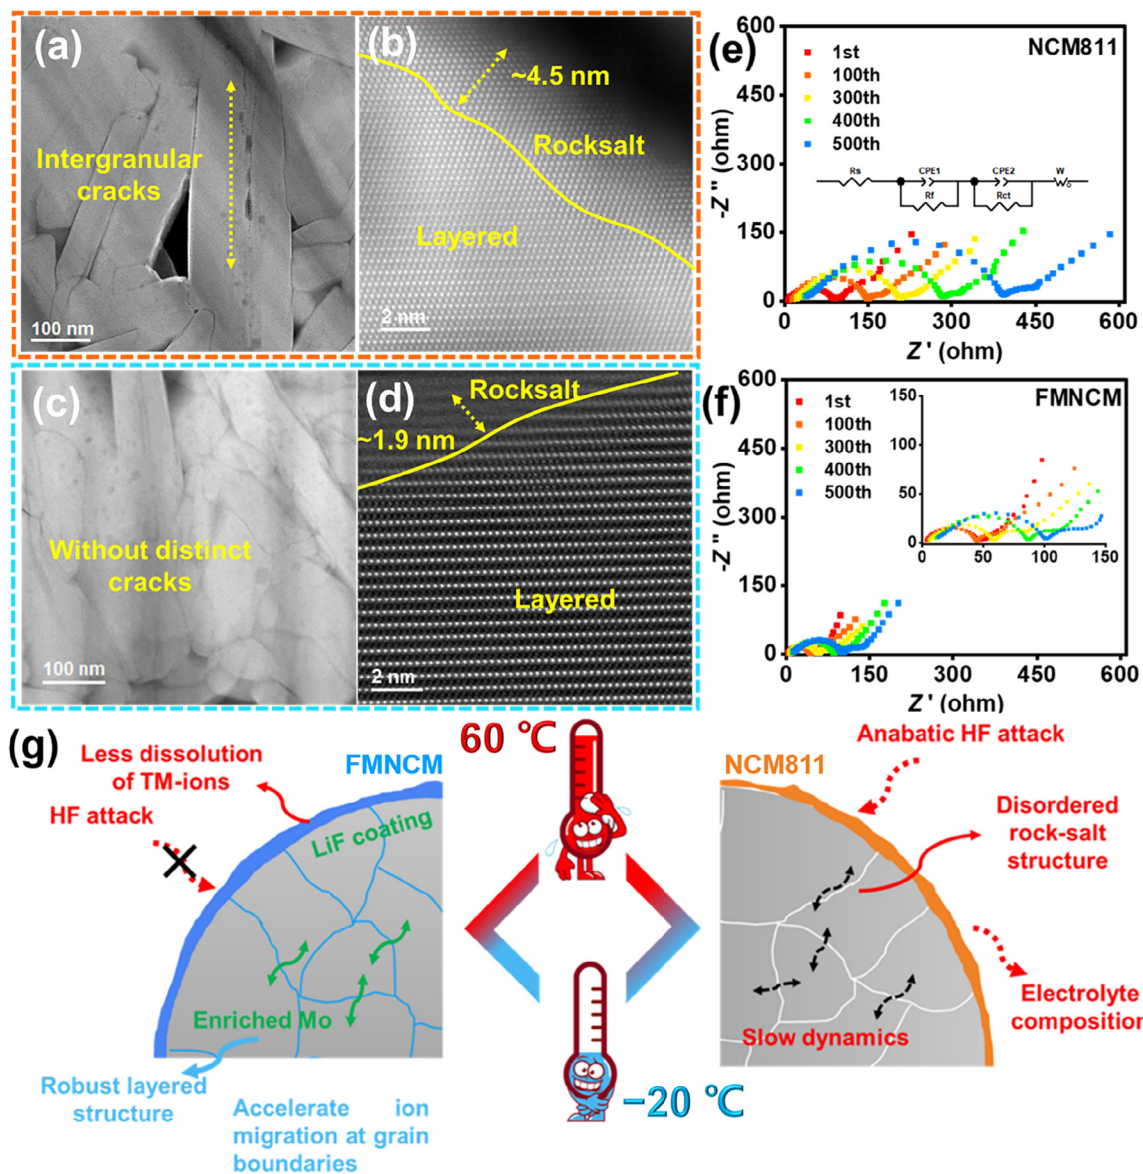 (a)
Intergranular
cracks
100 nm
(b)
~4.5 nm
Rocksalt
Layered
2 nm
(c)
Without distinct
cracks
100 nm
(d)
Rocksalt
~1.9 nm
Layered
2 nm
(e)
NCM811
1st
100th
300th
400th
500th
Rs
CPE1
Rf
CPE2
Rct
W
-Z'' (ohm)
600
450
300
150
0
0 150 300 450 600
Z' (ohm)
(f)
FMNCM
1st
100th
300th
400th
500th
-Z'' (ohm)
600
450
300
150
0
0 150 300 450 600
Z' (ohm)
150
100
50
0
0 50 100 150
(g)
Less dissolution
of TM-ions
HF attack
FMNCM
LiF coating
Enriched Mo
Robust layered
structure
Accelerate ion
migration at grain
boundaries
60 °C
−20 °C
NCM811
Anabatic HF attack
Disordered
rock-salt
structure
Slow dynamics
Electrolyte
composition